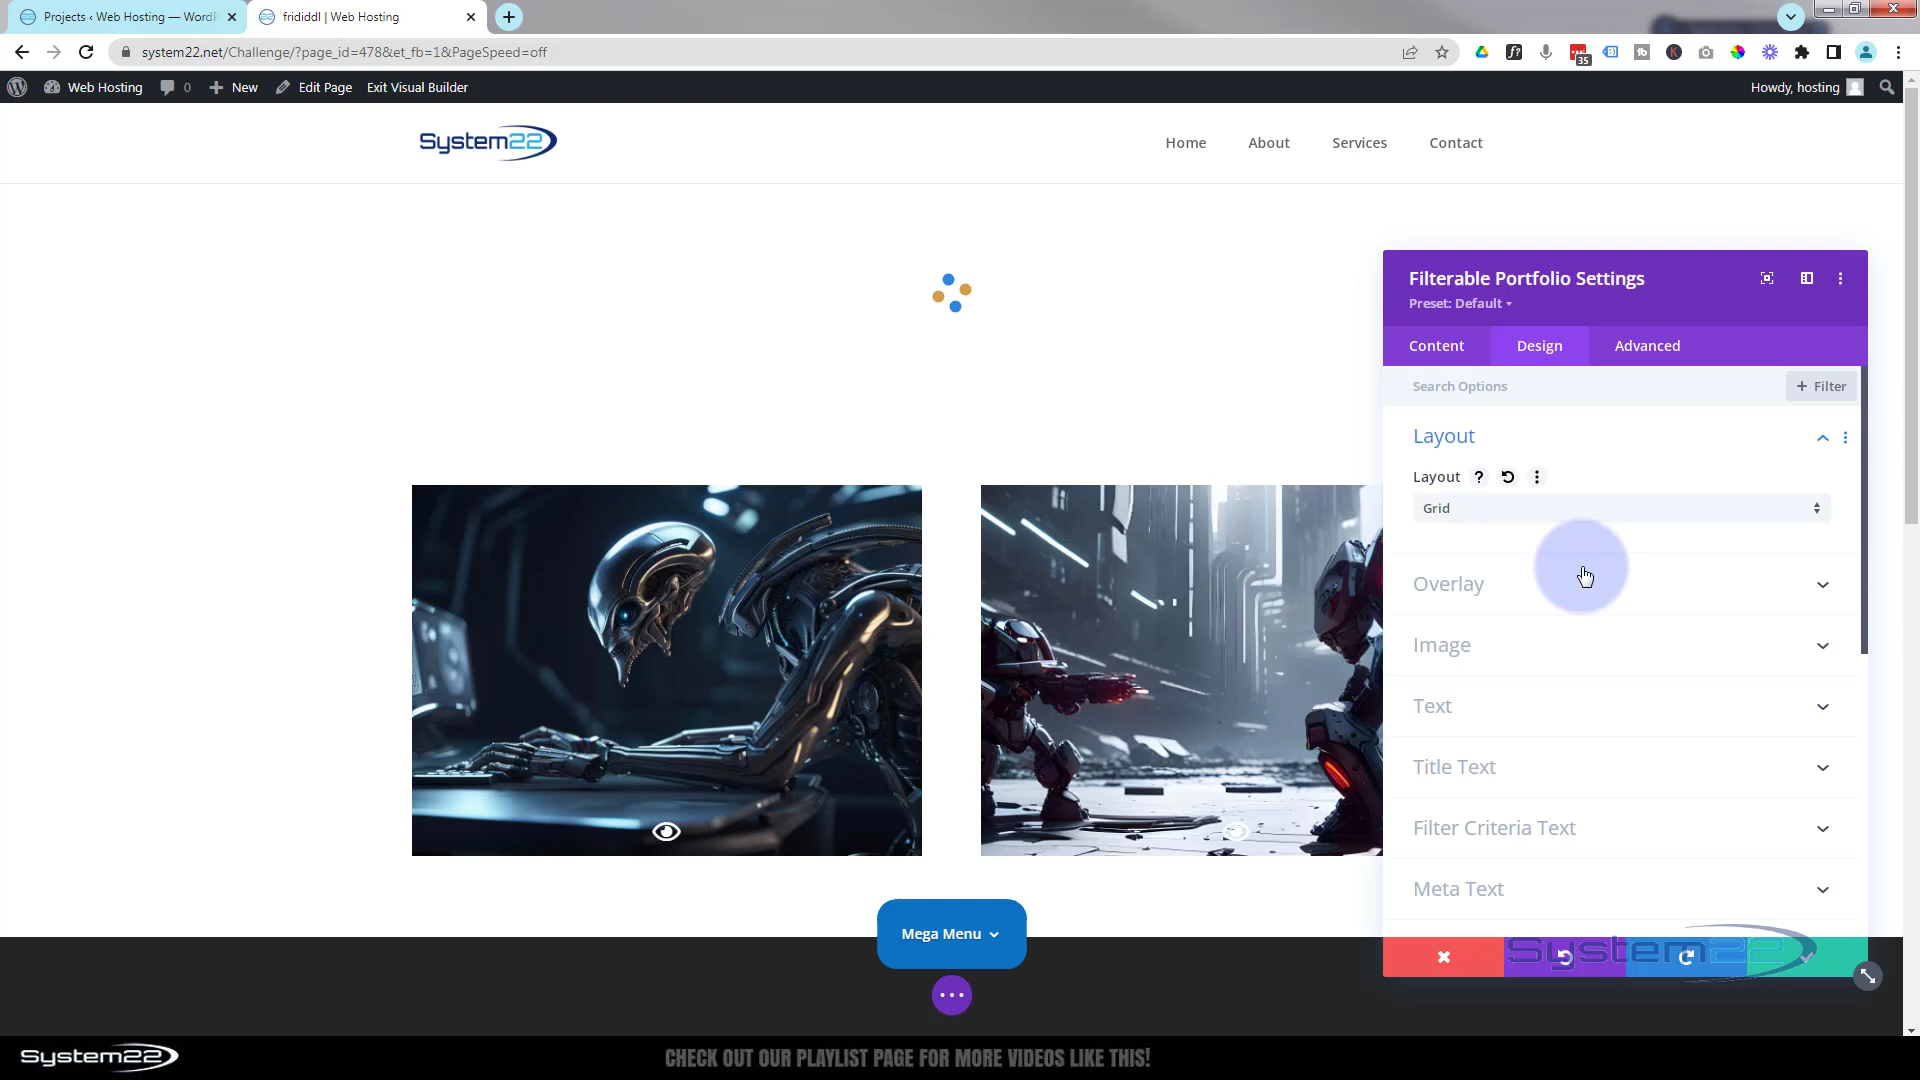 Projects ‹ Web Hosting — WordP
frididdl | Web Hosting
system22.net/Challenge/?page_id=478&et_fb=1&PageSpeed=off
35
Web Hosting
0
New
Edit Page
Exit Visual Builder
Howdy, hosting
System22
Home
About
Services
Contact
Filterable Portfolio Settings
Preset: Default
Content
Design
Advanced
Search Options
+ Filter
Layout
Layout
Grid
Overlay
Image
Text
Title Text
Filter Criteria Text
Meta Text
Mega Menu
System22
System22
CHECK OUT OUR PLAYLIST PAGE FOR MORE VIDEOS LIKE THIS!